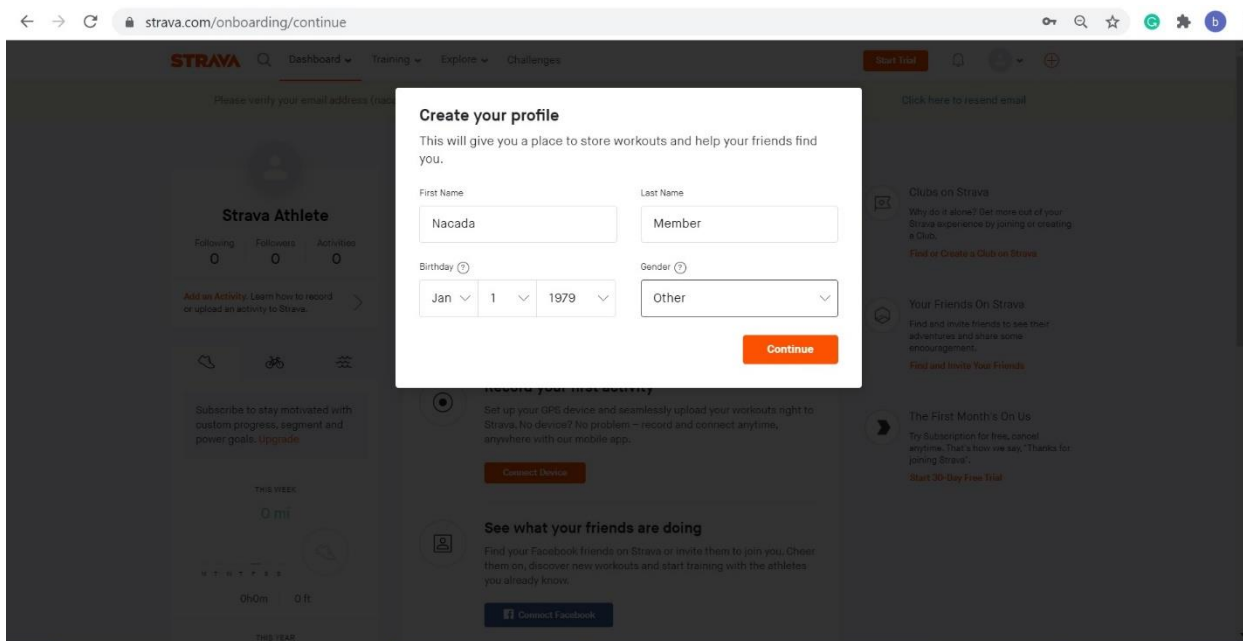 strava.com/onboarding/continue
b
STRAVA
Dashboard
Training
Explore
Challenges
Start Trial
Please verify your email address (nac
Click here to resend email
Create your profile
This will give you a place to store workouts and help your friends find
you.
First Name
Last Name
Nacada
Member
Birthday ?
Gender ?
Jan
1
1979
Other
Continue
Strava Athlete
Following
Followers
Activities
0
0
0
Add an Activity. Learn how to record
or upload an activity to Strava.
Subscribe to stay motivated with
custom progress, segment and
power goals. Upgrade
THIS WEEK
0 mi
M T W T F S S
0h0m
0 ft
THIS YEAR
Record your first activity
Set up your GPS device and seamlessly upload your workouts right to
Strava. No device? No problem – record and connect anytime,
anywhere with our mobile app.
Connect Device
See what your friends are doing
Find your Facebook friends on Strava or invite them to join you. Cheer
them on, discover new workouts and start training with the athletes
you already know.
Connect Facebook
Clubs on Strava
Why do it alone? Get more out of your
Strava experience by joining or creating
a Club.
Find or Create a Club on Strava
Your Friends On Strava
Find and invite friends to see their
adventures and share some
encouragement.
Find and Invite Your Friends
The First Month's On Us
Try Subscription for free, cancel
anytime. That's how we say, "Thanks for
joining Strava".
Start 30-Day Free Trial